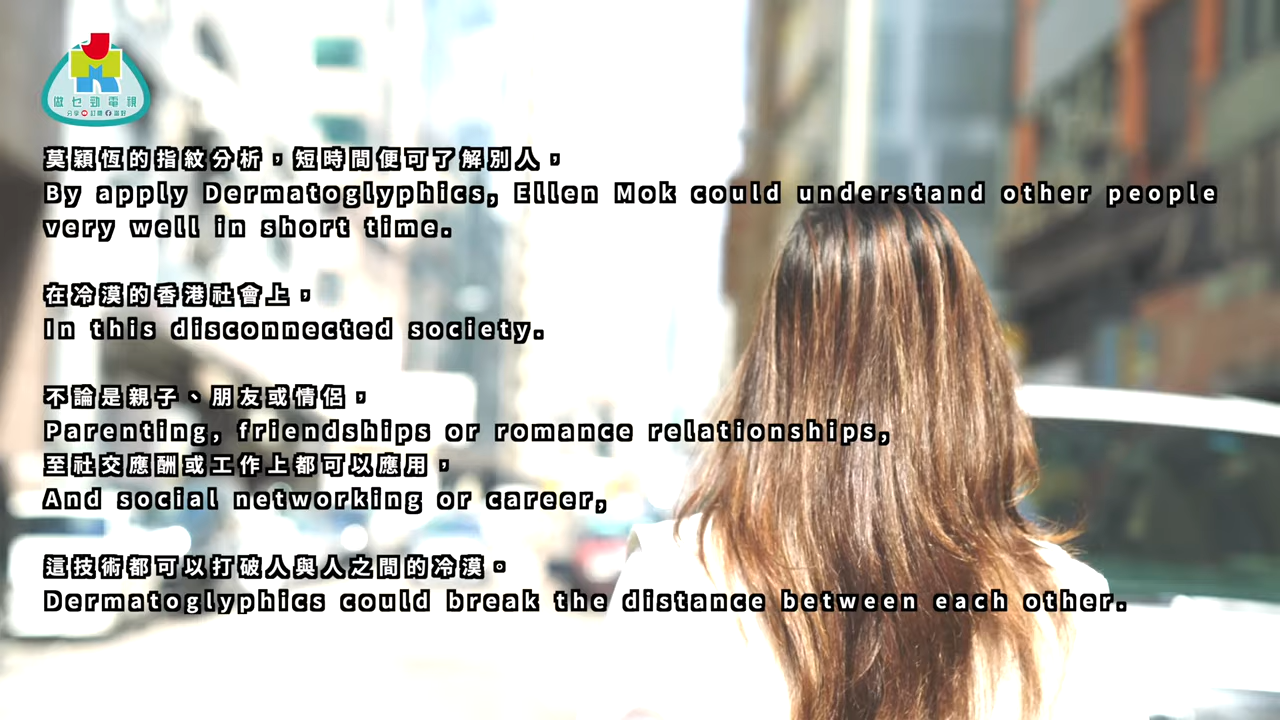 做乜勁電視
莫穎恆的指紋分析，短時間便可了解別人，
By apply Dermatoglyphics, Ellen Mok could understand other people
very well in short time.
在冷漠的香港社會上，
In this disconnected society.
不論是親子、朋友或情侶，
Parenting, friendships or romance relationships,
至社交應酬或工作上都可以應用，
And social networking or career,
這技術都可以打破人與人之間的冷漠。
Dermatoglyphics could break the distance between each other.